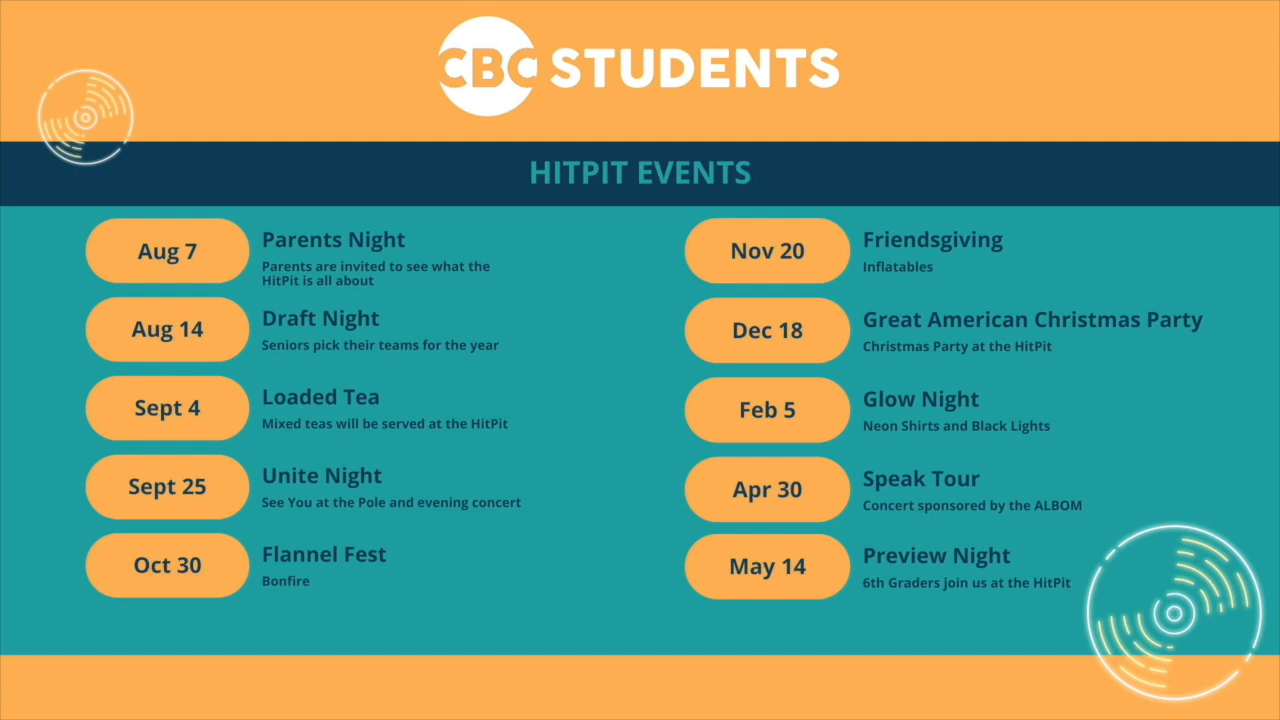 CBC STUDENTS
HITPIT EVENTS
Aug 7
Parents Night
Parents are invited to see what the
HitPit is all about
Aug 14
Draft Night
Seniors pick their teams for the year
Sept 4
Loaded Tea
Mixed teas will be served at the HitPit
Sept 25
Unite Night
See You at the Pole and evening concert
Oct 30
Flannel Fest
Bonfire
Nov 20
Friendsgiving
Inflatables
Dec 18
Great American Christmas Party
Christmas Party at the HitPit
Feb 5
Glow Night
Neon Shirts and Black Lights
Apr 30
Speak Tour
Concert sponsored by the ALBOM
May 14
Preview Night
6th Graders join us at the HitPit